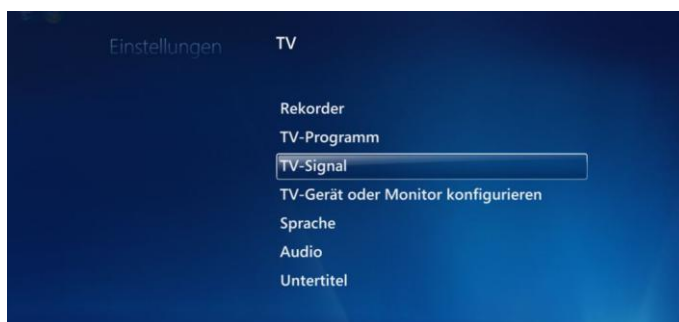 Einstellungen
TV
Rekorder
TV-Programm
TV-Signal
TV-Gerät oder Monitor konfigurieren
Sprache
Audio
Untertitel